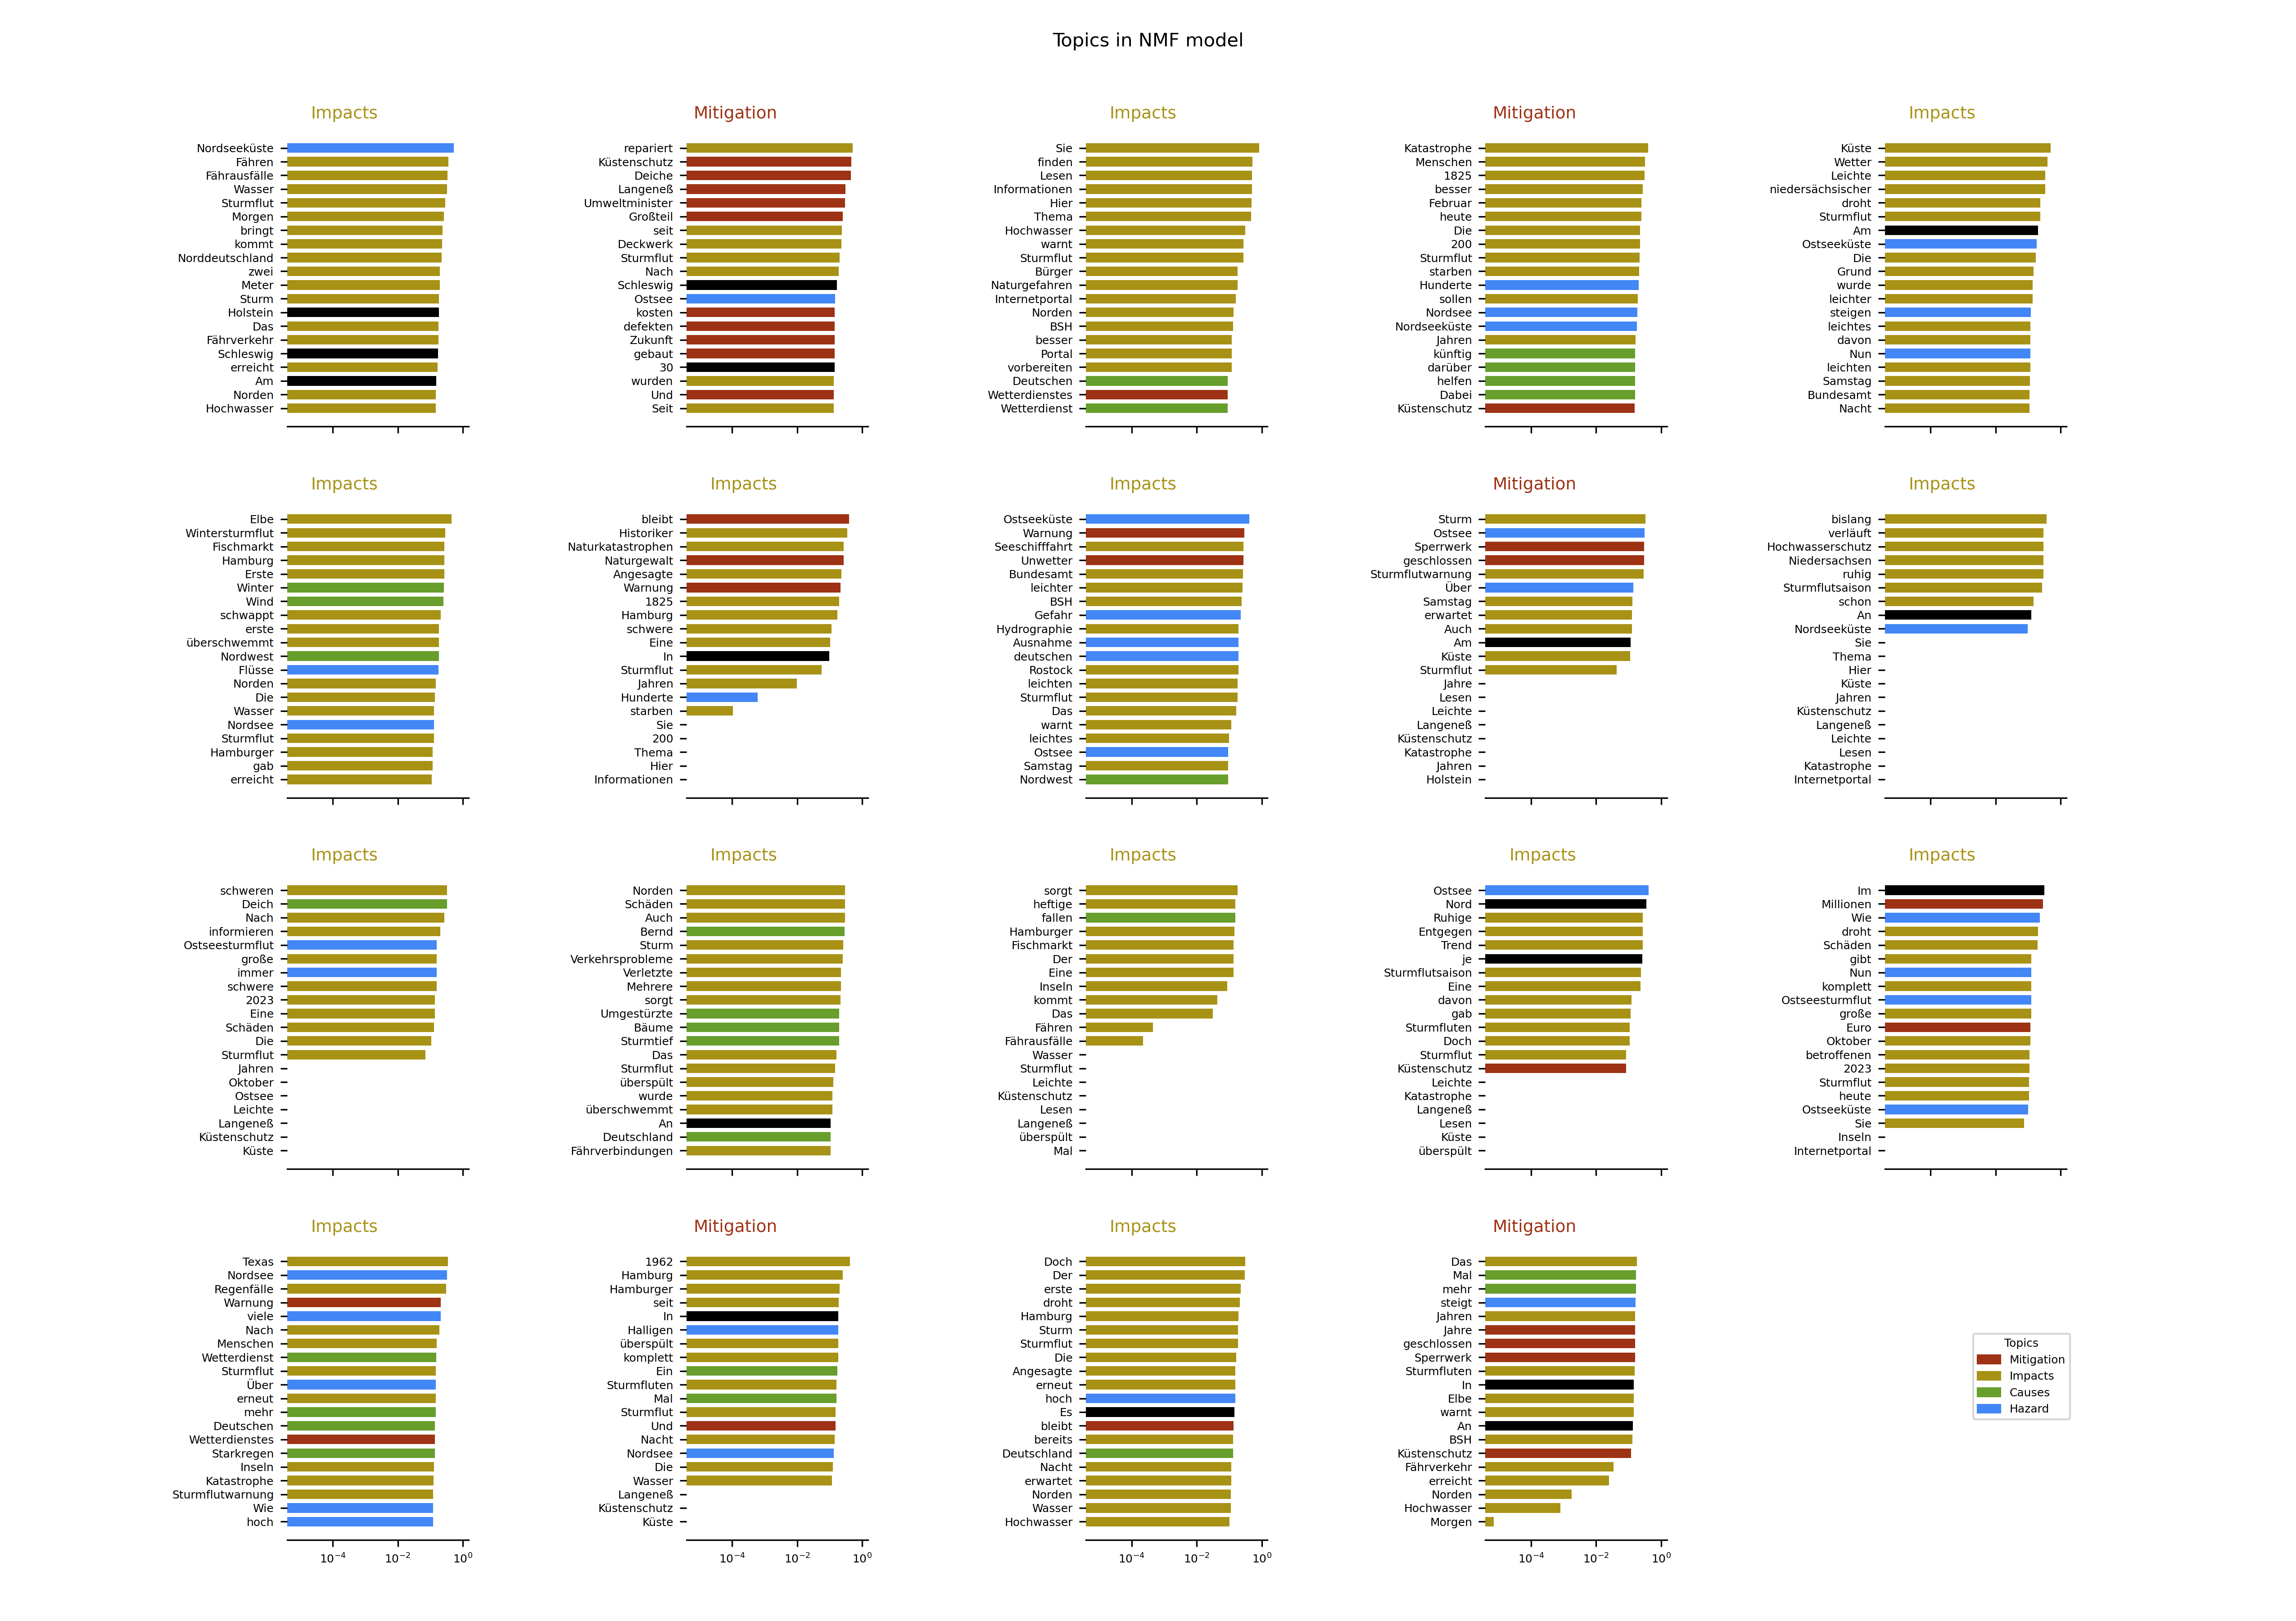 Topics in NMF model
Impacts
Nordseeküste
Fähren
Fährausfälle
Wasser
Sturmflut
Morgen
bringt
kommt
Norddeutschland
zwei
Meter
Sturm
Holstein
Das
Fährverkehr
Schleswig
erreicht
Am
Norden
Hochwasser
Mitigation
repariert
Küstenschutz
Deiche
Langeneß
Umweltminister
Großteil
seit
Deckwerk
Sturmflut
Nach
Schleswig
Ostsee
kosten
defekten
Zukunft
gebaut
30
wurden
Und
Seit
Impacts
Sie
finden
Lesen
Informationen
Hier
Thema
Hochwasser
warnt
Sturmflut
Bürger
Naturgefahren
Internetportal
Norden
BSH
besser
Portal
vorbereiten
Deutschen
Wetterdienstes
Wetterdienst
Mitigation
Katastrophe
Menschen
1825
besser
Februar
heute
Die
200
Sturmflut
starben
Hunderte
sollen
Nordsee
Nordseeküste
Jahren
künftig
darüber
helfen
Dabei
Küstenschutz
Impacts
Küste
Wetter
Leichte
niedersächsischer
droht
Sturmflut
Am
Ostseeküste
Die
Grund
wurde
leichter
steigen
leichtes
davon
Nun
leichten
Samstag
Bundesamt
Nacht
Impacts
Elbe
Wintersturmflut
Fischmarkt
Hamburg
Erste
Winter
Wind
schwappt
erste
überschwemmt
Nordwest
Flüsse
Norden
Die
Wasser
Nordsee
Sturmflut
Hamburger
gab
erreicht
Impacts
bleibt
Historiker
Naturkatastrophen
Naturgewalt
Angesagte
Warnung
1825
Hamburg
schwere
Eine
In
Sturmflut
Jahren
Hunderte
starben
Sie
200
Thema
Hier
Informationen
Impacts
Ostseeküste
Warnung
Seeschifffahrt
Unwetter
Bundesamt
leichter
BSH
Gefahr
Hydrographie
Ausnahme
deutschen
Rostock
leichten
Sturmflut
Das
warnt
leichtes
Ostsee
Samstag
Nordwest
Mitigation
Sturm
Ostsee
Sperrwerk
geschlossen
Sturmflutwarnung
Über
Samstag
erwartet
Auch
Am
Küste
Sturmflut
Jahre
Lesen
Leichte
Langeneß
Küstenschutz
Katastrophe
Jahren
Holstein
Impacts
bislang
verläuft
Hochwasserschutz
Niedersachsen
ruhig
Sturmflutsaison
schon
An
Nordseeküste
Sie
Thema
Hier
Küste
Jahren
Küstenschutz
Langeneß
Leichte
Lesen
Katastrophe
Internetportal
Impacts
schweren
Deich
Nach
informieren
Ostseesturmflut
große
immer
schwere
2023
Eine
Schäden
Die
Sturmflut
Jahren
Oktober
Ostsee
Leichte
Langeneß
Küstenschutz
Küste
Impacts
Norden
Schäden
Auch
Bernd
Sturm
Verkehrsprobleme
Verletzte
Mehrere
sorgt
Umgestürzte
Bäume
Sturmtief
Das
Sturmflut
überspült
wurde
überschwemmt
An
Deutschland
Fährverbindungen
Impacts
sorgt
heftige
fallen
Hamburger
Fischmarkt
Der
Eine
Inseln
kommt
Das
Fähren
Fährausfälle
Wasser
Sturmflut
Leichte
Küstenschutz
Lesen
Langeneß
überspült
Mal
Impacts
Ostsee
Nord
Ruhige
Entgegen
Trend
je
Sturmflutsaison
Eine
davon
gab
Sturmfluten
Doch
Sturmflut
Küstenschutz
Leichte
Katastrophe
Langeneß
Lesen
Küste
überspült
Impacts
Im
Millionen
Wie
droht
Schäden
gibt
Nun
komplett
Ostseesturmflut
große
Euro
Oktober
betroffenen
2023
Sturmflut
heute
Ostseeküste
Sie
Inseln
Internetportal
Impacts
Texas
Nordsee
Regenfälle
Warnung
viele
Nach
Menschen
Wetterdienst
Sturmflut
Über
erneut
mehr
Deutschen
Wetterdienstes
Starkregen
Inseln
Katastrophe
Sturmflutwarnung
Wie
hoch
10⁻⁴ 10⁻² 10⁰
Mitigation
1962
Hamburg
Hamburger
seit
In
Halligen
überspült
komplett
Ein
Sturmfluten
Mal
Sturmflut
Und
Nacht
Nordsee
Die
Wasser
Langeneß
Küstenschutz
Küste
10⁻⁴ 10⁻² 10⁰
Impacts
Doch
Der
erste
droht
Hamburg
Sturm
Sturmflut
Die
Angesagte
erneut
hoch
Es
bleibt
bereits
Deutschland
Nacht
erwartet
Norden
Wasser
Hochwasser
10⁻⁴ 10⁻² 10⁰
Mitigation
Das
Mal
mehr
steigt
Jahren
Jahre
geschlossen
Sperrwerk
Sturmfluten
In
Elbe
warnt
An
BSH
Küstenschutz
Fährverkehr
erreicht
Norden
Hochwasser
Morgen
10⁻⁴ 10⁻² 10⁰
Topics
Mitigation
Impacts
Causes
Hazard